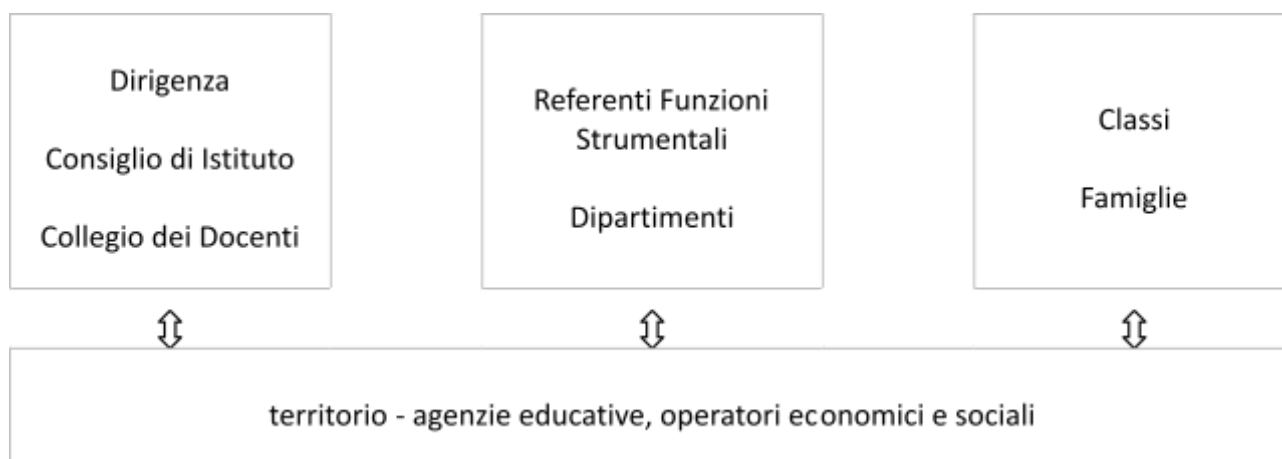 Dirigenza
Consiglio di Istituto
Collegio dei Docenti
Referenti Funzioni
Strumentali
Dipartimenti
Classi
Famiglie
territorio - agenzie educative, operatori economici e sociali